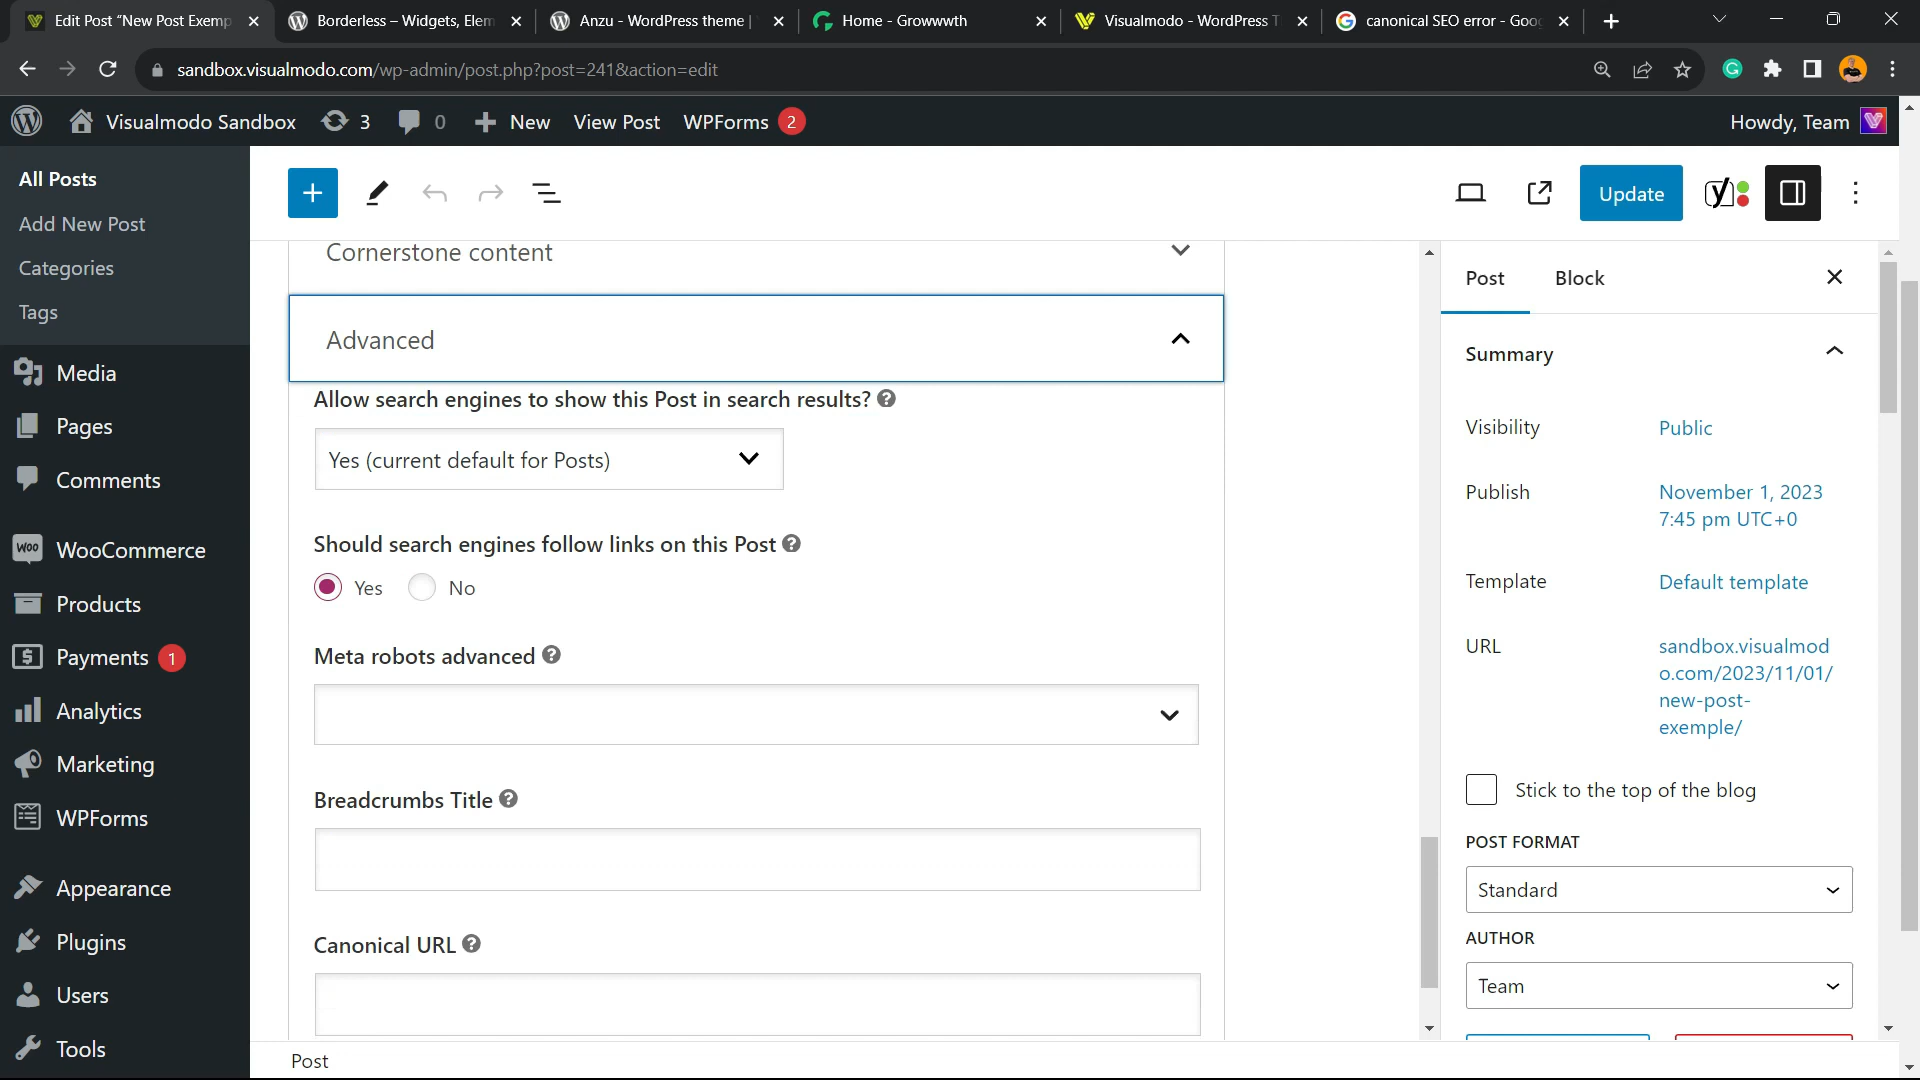 Edit Post “New Post Exemp
Borderless – Widgets, Elem
Anzu - WordPress theme |
Home - Growwwth
Visualmodo - WordPress T
canonical SEO error - Goo
sandbox.visualmodo.com/wp-admin/post.php?post=241&action=edit
Visualmodo Sandbox
3
0
New
View Post
WPForms 2
Howdy, Team
All Posts
Add New Post
Categories
Tags
Media
Pages
Comments
WooCommerce
Products
Payments 1
Analytics
Marketing
WPForms
Appearance
Plugins
Users
Tools
Update
Cornerstone content
Advanced
Allow search engines to show this Post in search results?
Yes (current default for Posts)
Should search engines follow links on this Post
Yes No
Meta robots advanced
Breadcrumbs Title
Canonical URL
Post
Post Block
Summary
Visibility Public
Publish November 1, 2023
7:45 pm UTC+0
Template Default template
URL sandbox.visualmod
o.com/2023/11/01/
new-post-
exemple/
Stick to the top of the blog
POST FORMAT
Standard
AUTHOR
Team